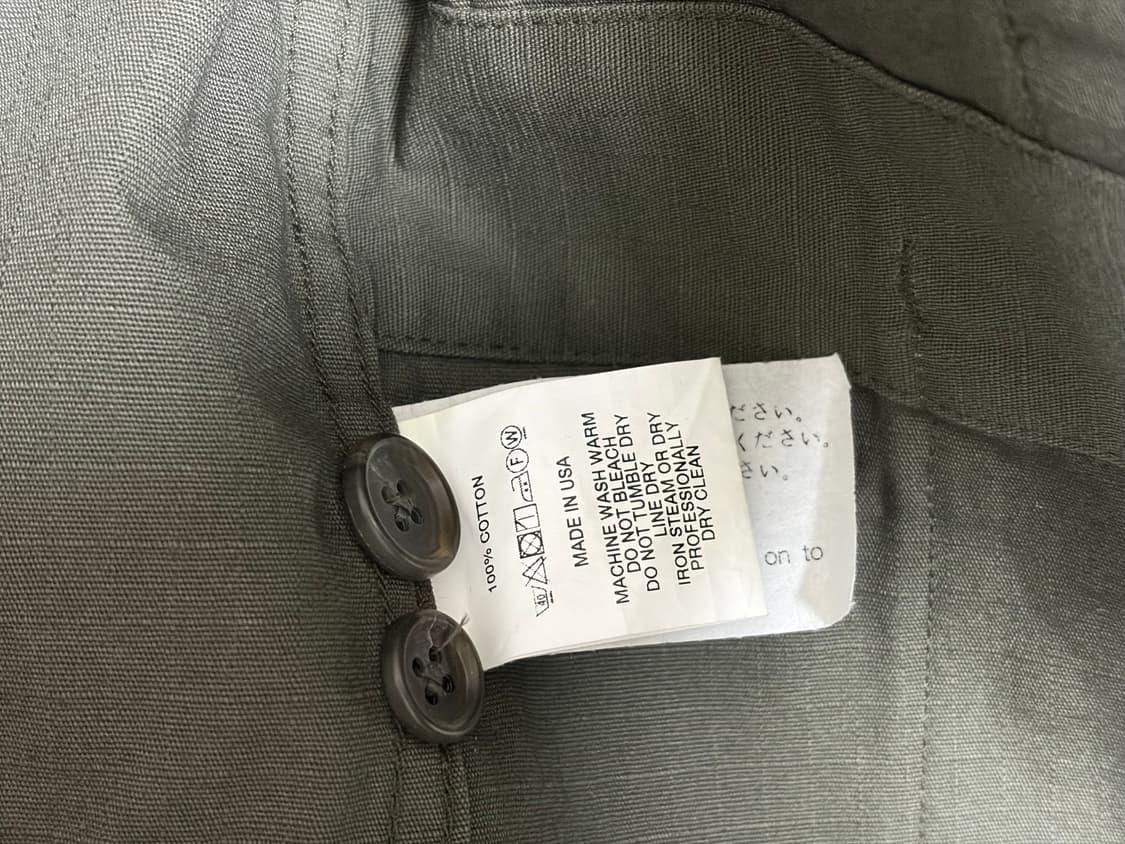 100% COTTON
40 F W
MADE IN USA
MACHINE WASH WARM
DO NOT BLEACH
DO NOT TUMBLE DRY
LINE DRY
IRON STEAM OR DRY
PROFESSIONALLY
DRY CLEAN
ださい。
ください。
さい。
on to